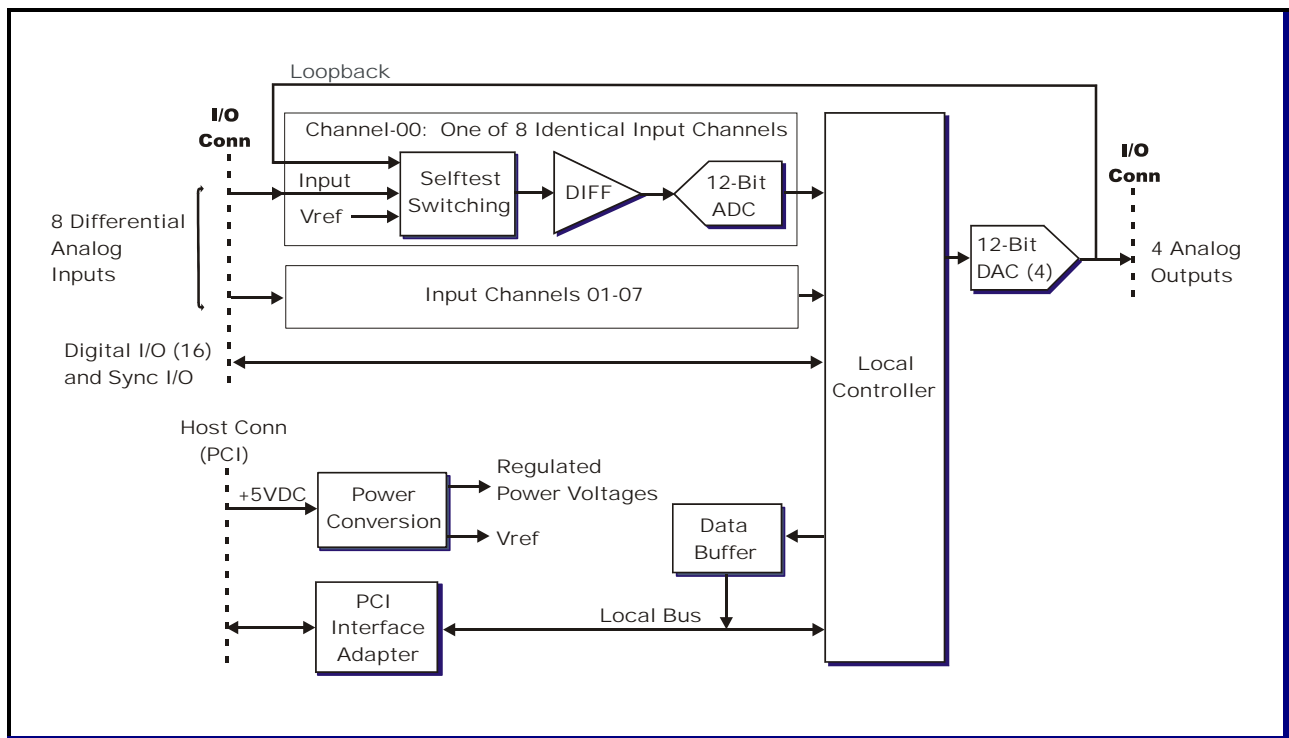 Loopback
I/O
Conn
Channel-00:  One of 8 Identical Input Channels
Input
Vref
Selftest
Switching
DIFF
12-Bit
ADC
8 Differential
Analog
Inputs
Input Channels 01-07
Digital I/O (16)
and Sync I/O
Local
Controller
12-Bit
DAC (4)
I/O
Conn
4 Analog
Outputs
Host Conn
(PCI)
+5VDC
Power
Conversion
Regulated
Power Voltages
Vref
Data
Buffer
PCI
Interface
Adapter
Local Bus